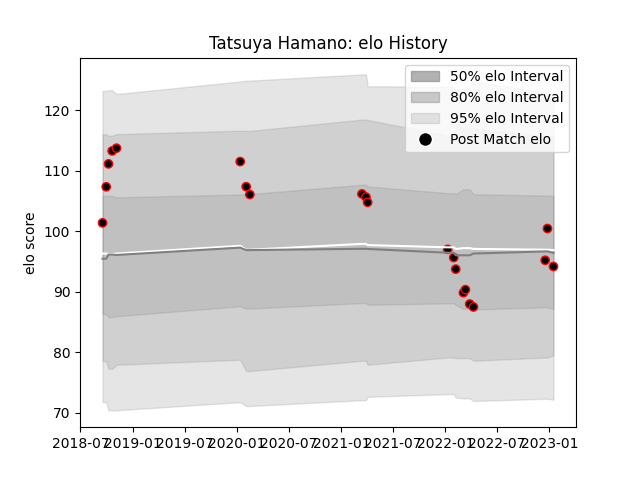 Tatsuya Hamano: elo History
50% elo Interval
80% elo Interval
95% elo Interval
Post Match elo
elo score
120
110
100
90
80
70
2018-07 2019-01 2019-07 2020-01 2020-07 2021-01 2021-07 2022-01 2022-07 2023-01